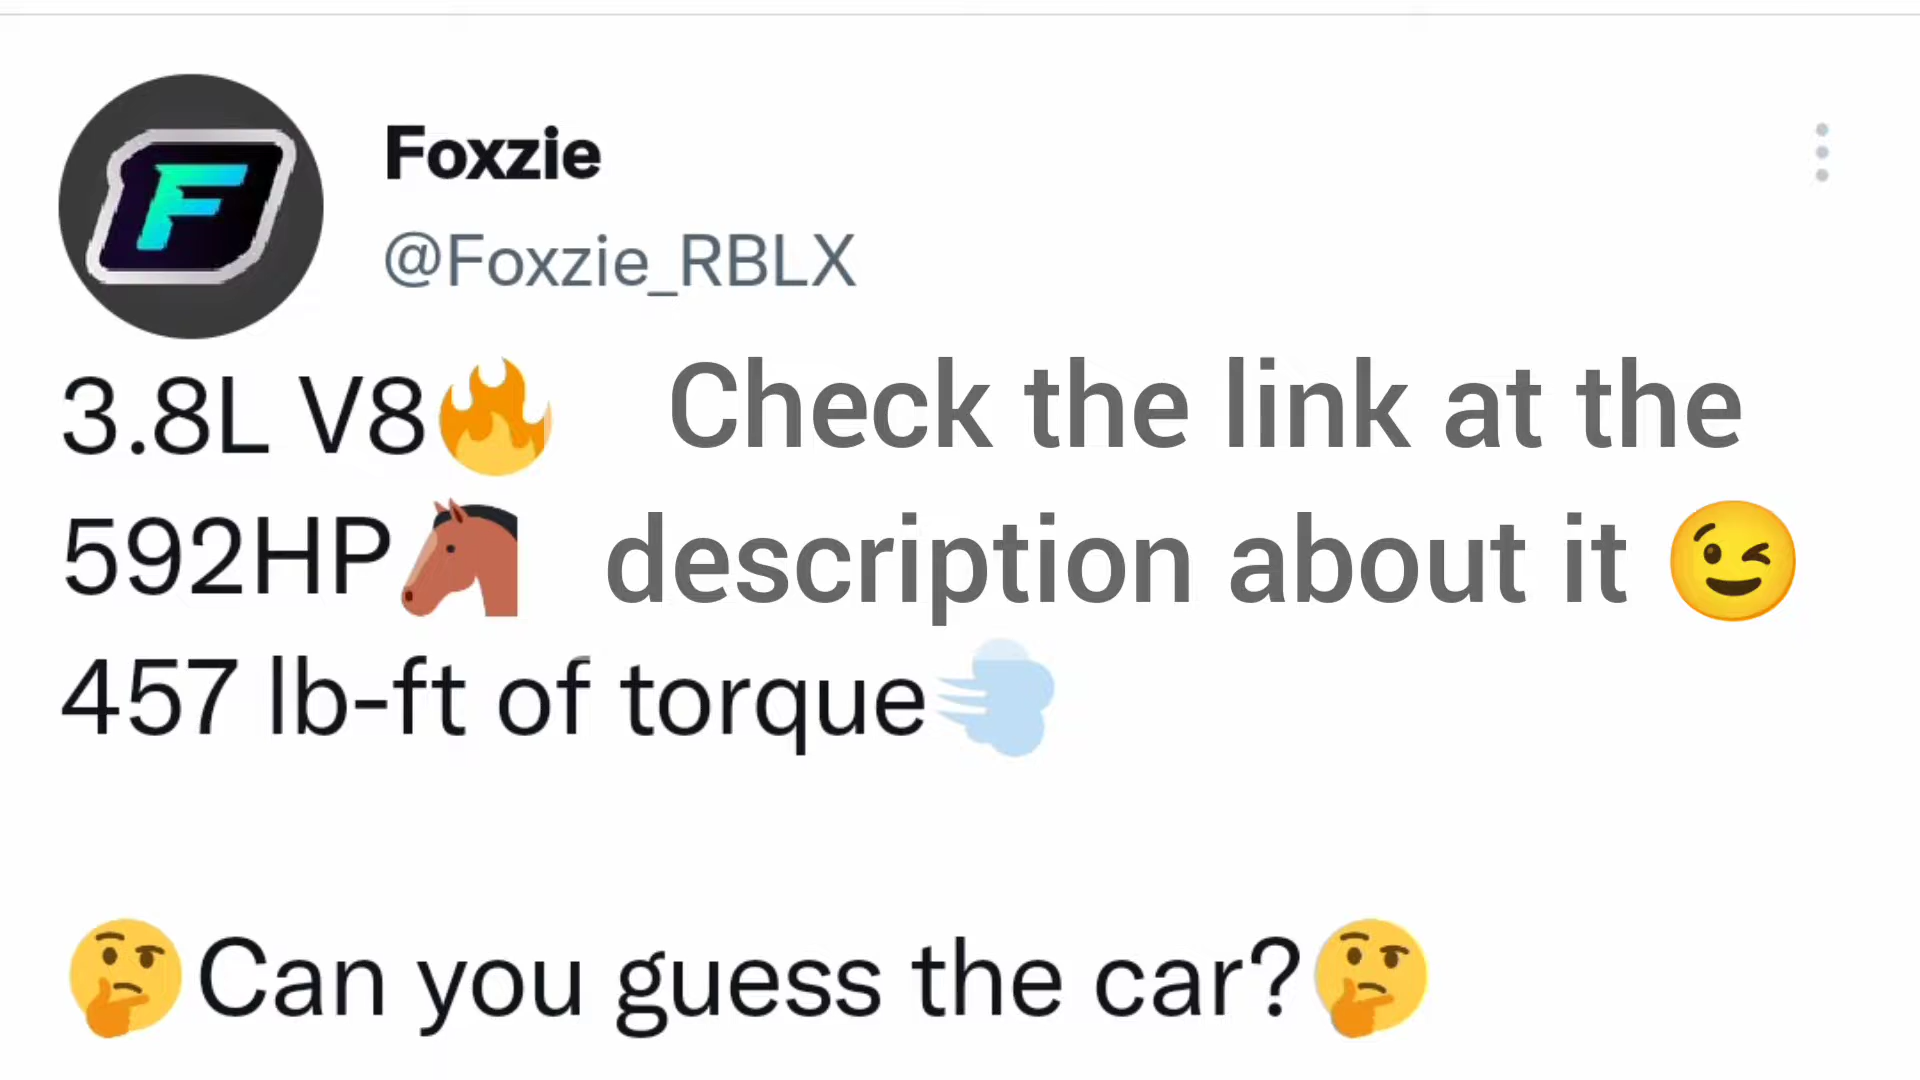 F
Foxzie
@Foxzie_RBLX
3.8L V8🔥
592HP🐴
457 lb-ft of torque💨
Check the link at the
description about it 😉
🤔Can you guess the car?🤔